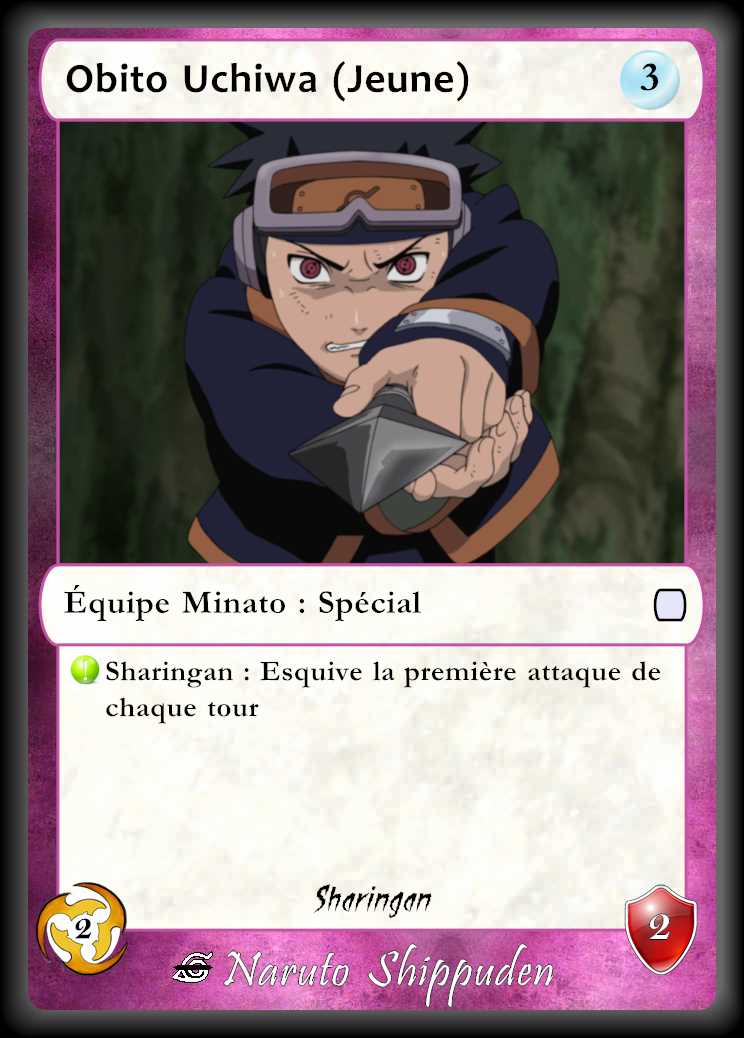 Obito Uchiwa (Jeune)
3
Équipe Minato : Spécial
Sharingan : Esquive la première attaque de
chaque tour
Sharingan
2
2
Naruto Shippuden